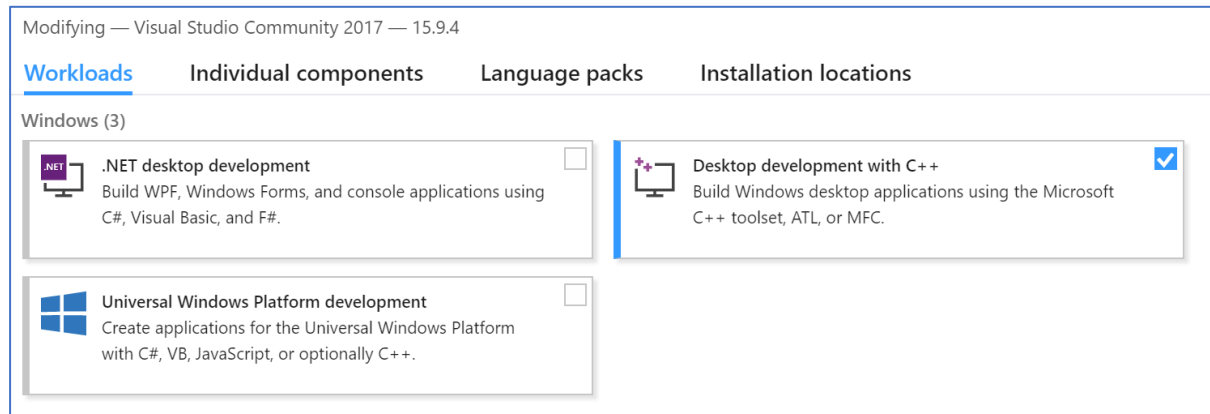 Modifying — Visual Studio Community 2017 — 15.9.4
Workloads Individual components Language packs Installation locations
Windows (3)
.NET
.NET desktop development
Build WPF, Windows Forms, and console applications using
C#, Visual Basic, and F#.
Desktop development with C++
Build Windows desktop applications using the Microsoft
C++ toolset, ATL, or MFC.
Universal Windows Platform development
Create applications for the Universal Windows Platform
with C#, VB, JavaScript, or optionally C++.